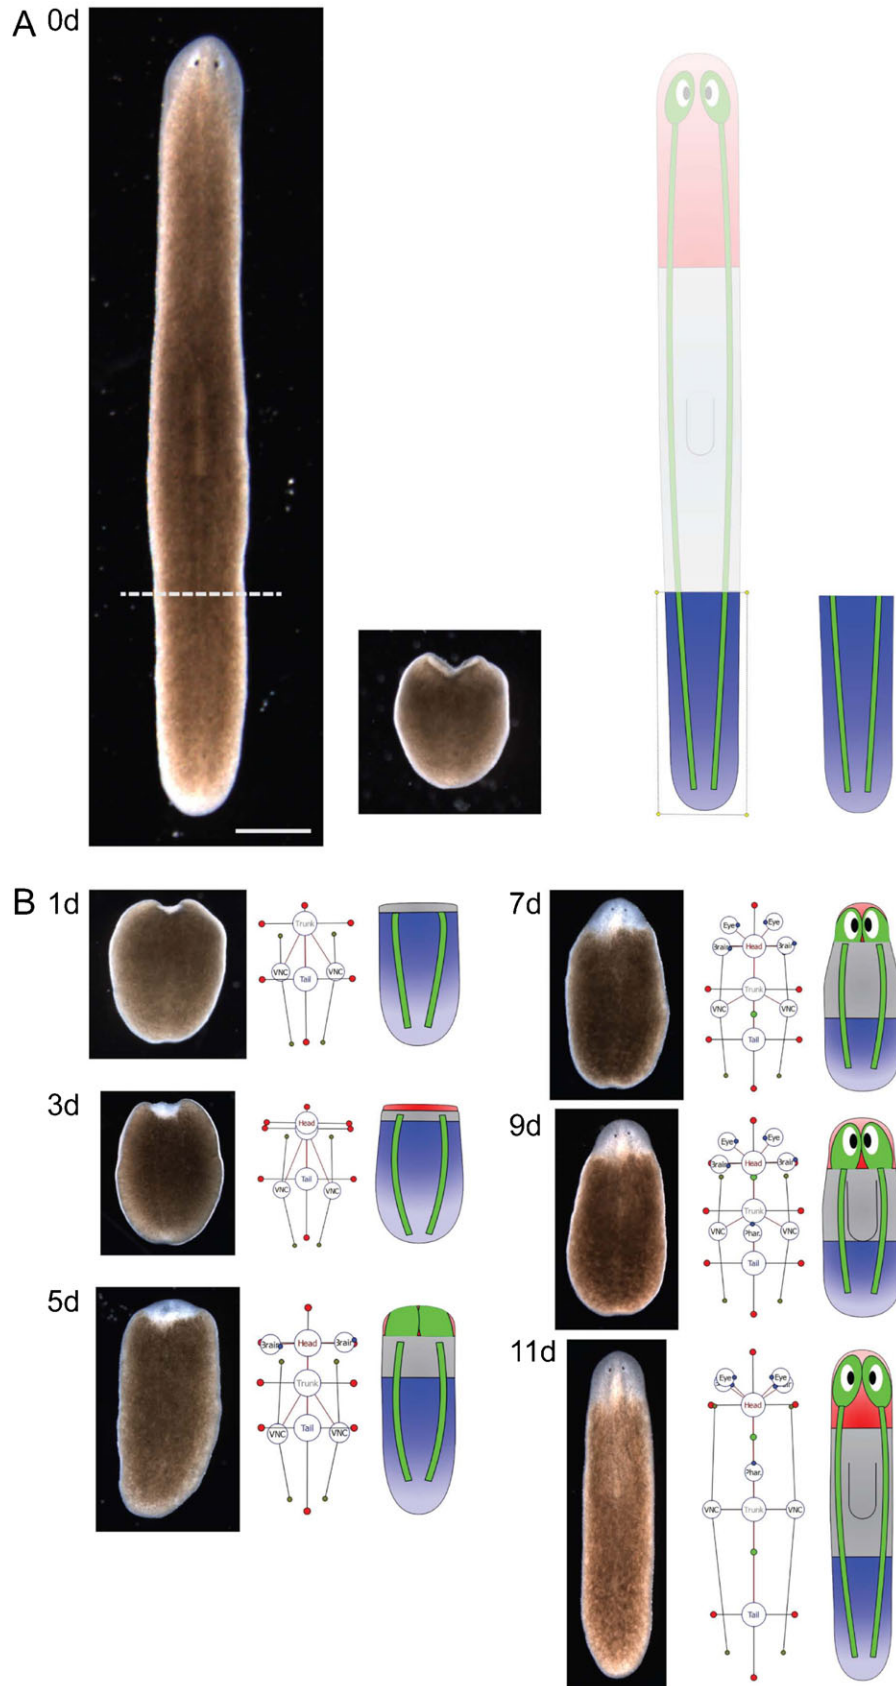 A 0d
B 1d
Trunk
VNC
Tail
VNC
3d
Head
Tail
VNC
VNC
5d
Brain
Head
Brain
Trunk
VNC
Tail
VNC
7d
Eye
Eye
Brain
Head
Brain
Trunk
VNC
VNC
Tail
9d
Eye
Eye
Brain
Head
Brain
Trunk
VNC
Phar.
VNC
Tail
11d
Eye
Eye
Head
Phar.
VNC
Trunk
VNC
Tail